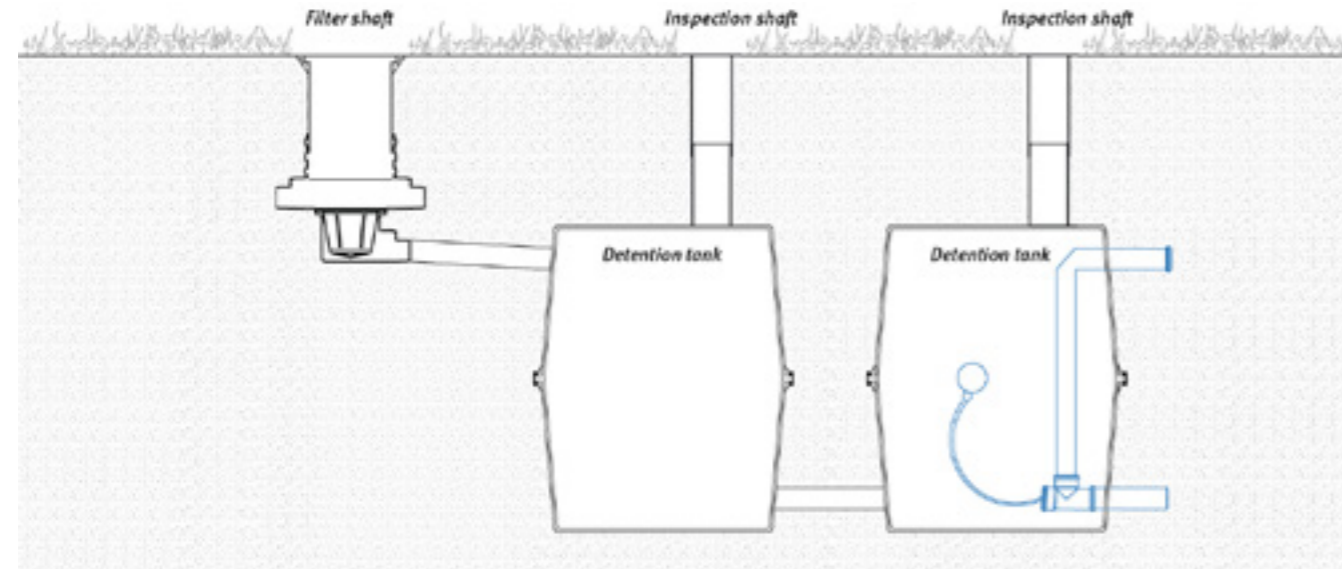 Filter shaft
Inspection shaft
Inspection shaft
Detention tank
Detention tank